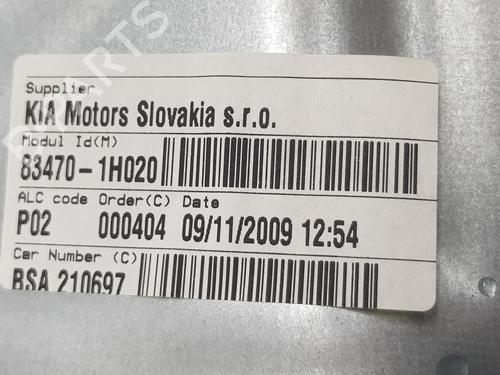 Supplier
KIA Motors Slovakia s.r.o.
Modul Id(M)
83470-1H020
ALC code Order(C) Date
P02 000404 09/11/2009 12:54
Car Number (C)
BSA 210697